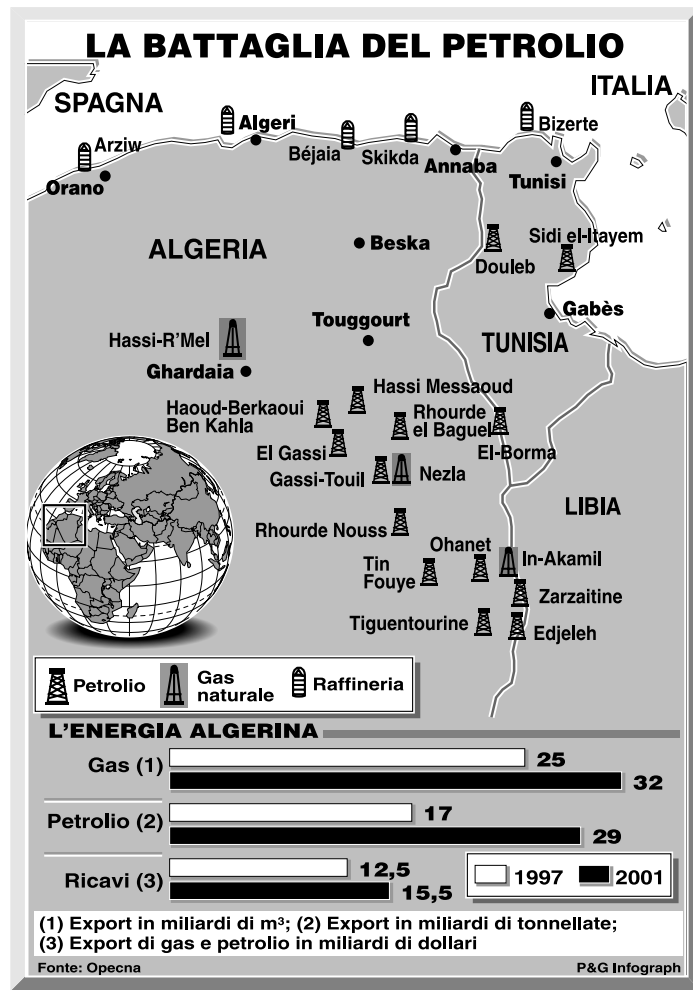 LA BATTAGLIA DEL PETROLIO
ITALIA
SPAGNA
Algeri
Bizerte
Arziw
Béjaia
Skikda
Annaba
Tunisi
Orano
Sidi el-Itayem
ALGERIA
Beska
Douleb
Gabès
Touggourt
TUNISIA
Hassi-R'Mel
Ghardaia
Hassi Messaoud
Haoud-Berkaoui
Ben Kahla
Rhourde
el Baguel
El Gassi
El-Borma
Gassi-Touil
Nezla
LIBIA
Rhourde Nouss
Ohanet
In-Akamil
Tin
Fouye
Zarzaitine
Tiguentourine
Edjeleh
Petrolio
Gas
naturale
Raffineria
L'ENERGIA ALGERINA
Gas (1)
25
32
Petrolio (2)
17
29
Ricavi (3)
12,5
15,5
1997
2001
(1) Export in miliardi di m³; (2) Export in miliardi di tonnellate;
(3) Export di gas e petrolio in miliardi di dollari
Fonte: Opecna
P&G Infograph